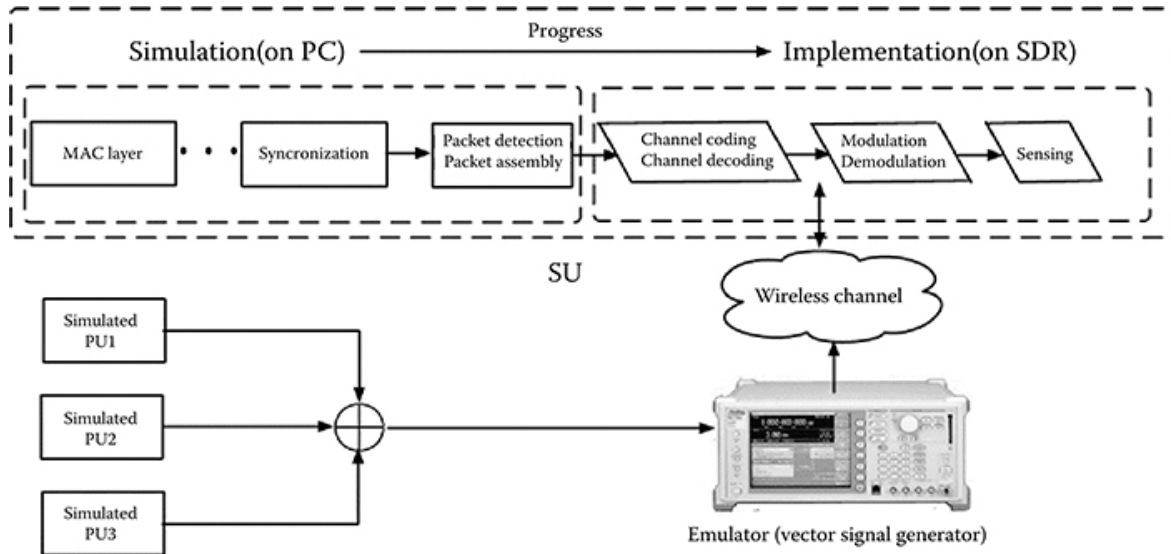 Progress
Simulation(on PC)
Implementation(on SDR)
MAC layer
Syncronization
Packet detection
Packet assembly
Channel coding
Channel decoding
Modulation
Demodulation
Sensing
SU
Wireless channel
Simulated
PU1
Simulated
PU2
Simulated
PU3
Emulator (vector signal generator)